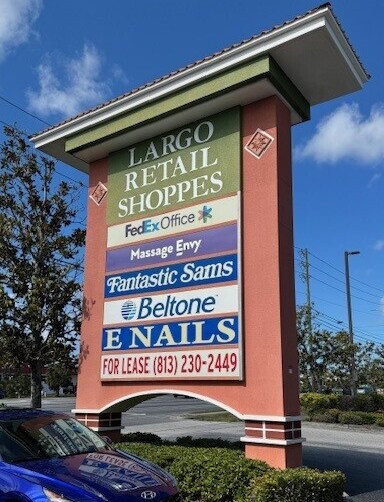 LARGO
RETAIL
SHOPPES
FedEx Office
Massage Envy
Fantastic Sams
Beltone
E NAILS
FOR LEASE (813) 230-2449